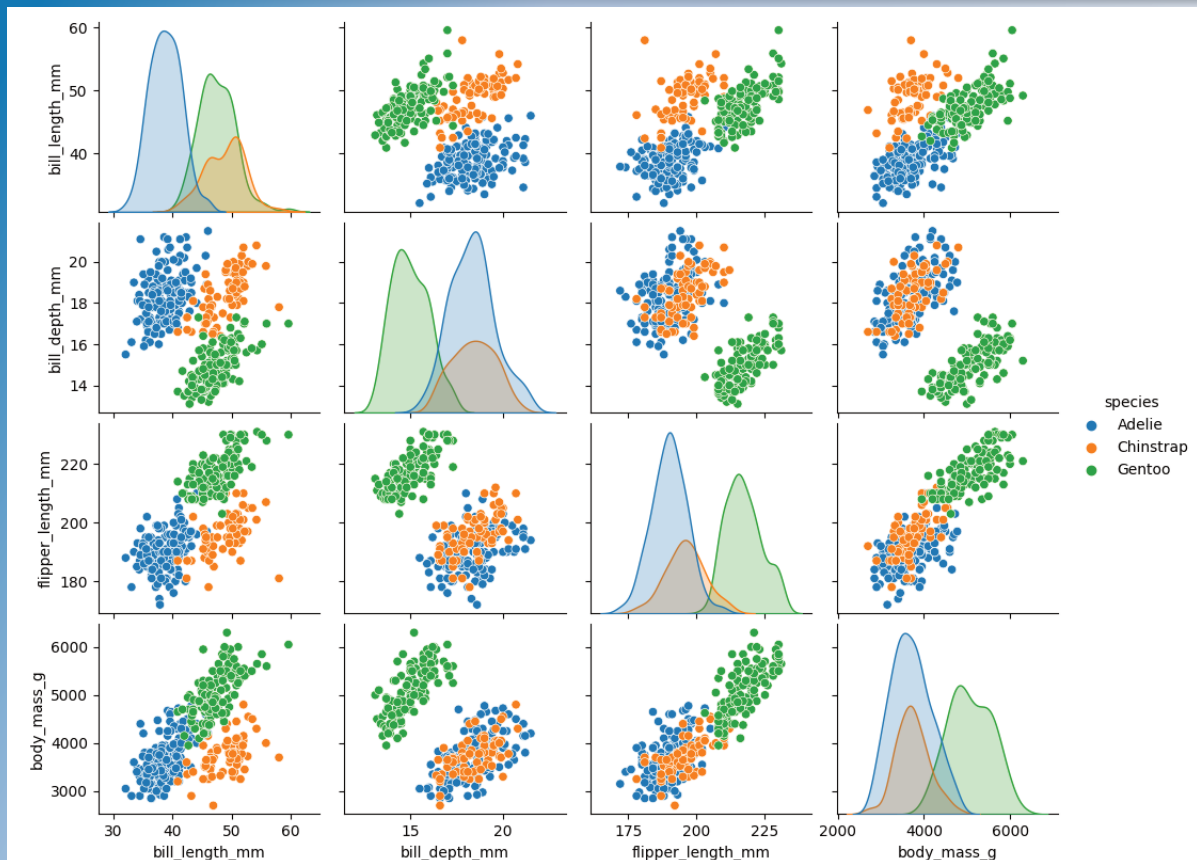 bill_length_mm
60
50
40
bill_depth_mm
20
18
16
14
flipper_length_mm
220
200
180
body_mass_g
6000
5000
4000
3000
30 40 50 60
bill_length_mm
15 20
bill_depth_mm
175 200 225
flipper_length_mm
2000 4000 6000
body_mass_g
species
Adelie
Chinstrap
Gentoo